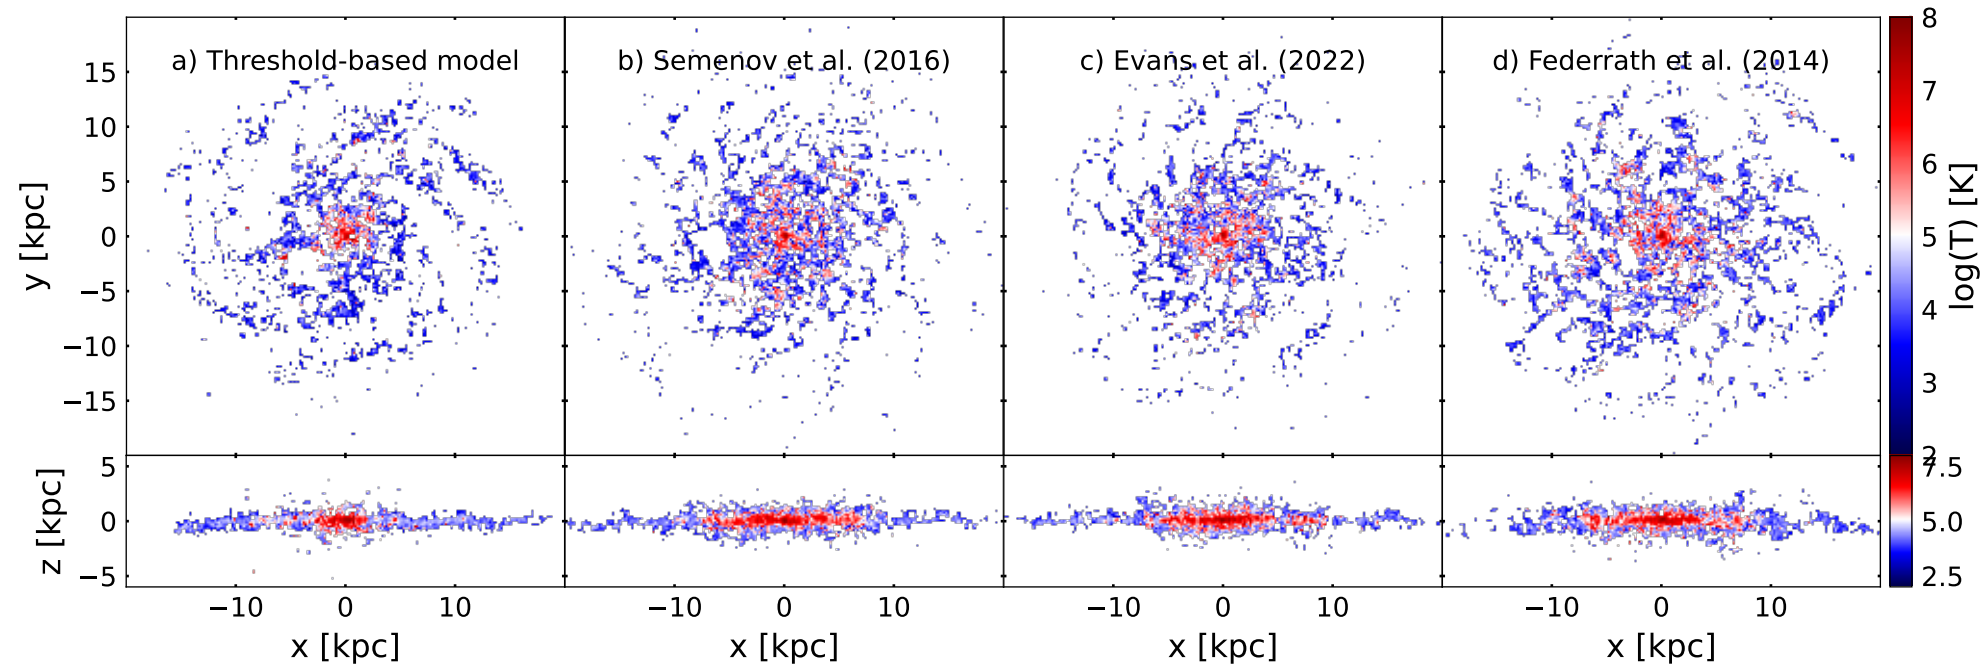 a) Threshold-based model
b) Semenov et al. (2016)
c) Evans et al. (2022)
d) Federrath et al. (2014)
15
10
5
0
−5
−10
−15
y [kpc]
8
7
6
5
4
3
2
log(T) [K]
5
0
−5
z [kpc]
7.5
5.0
2.5
−10 0 10
−10 0 10
−10 0 10
−10 0 10
x [kpc]
x [kpc]
x [kpc]
x [kpc]